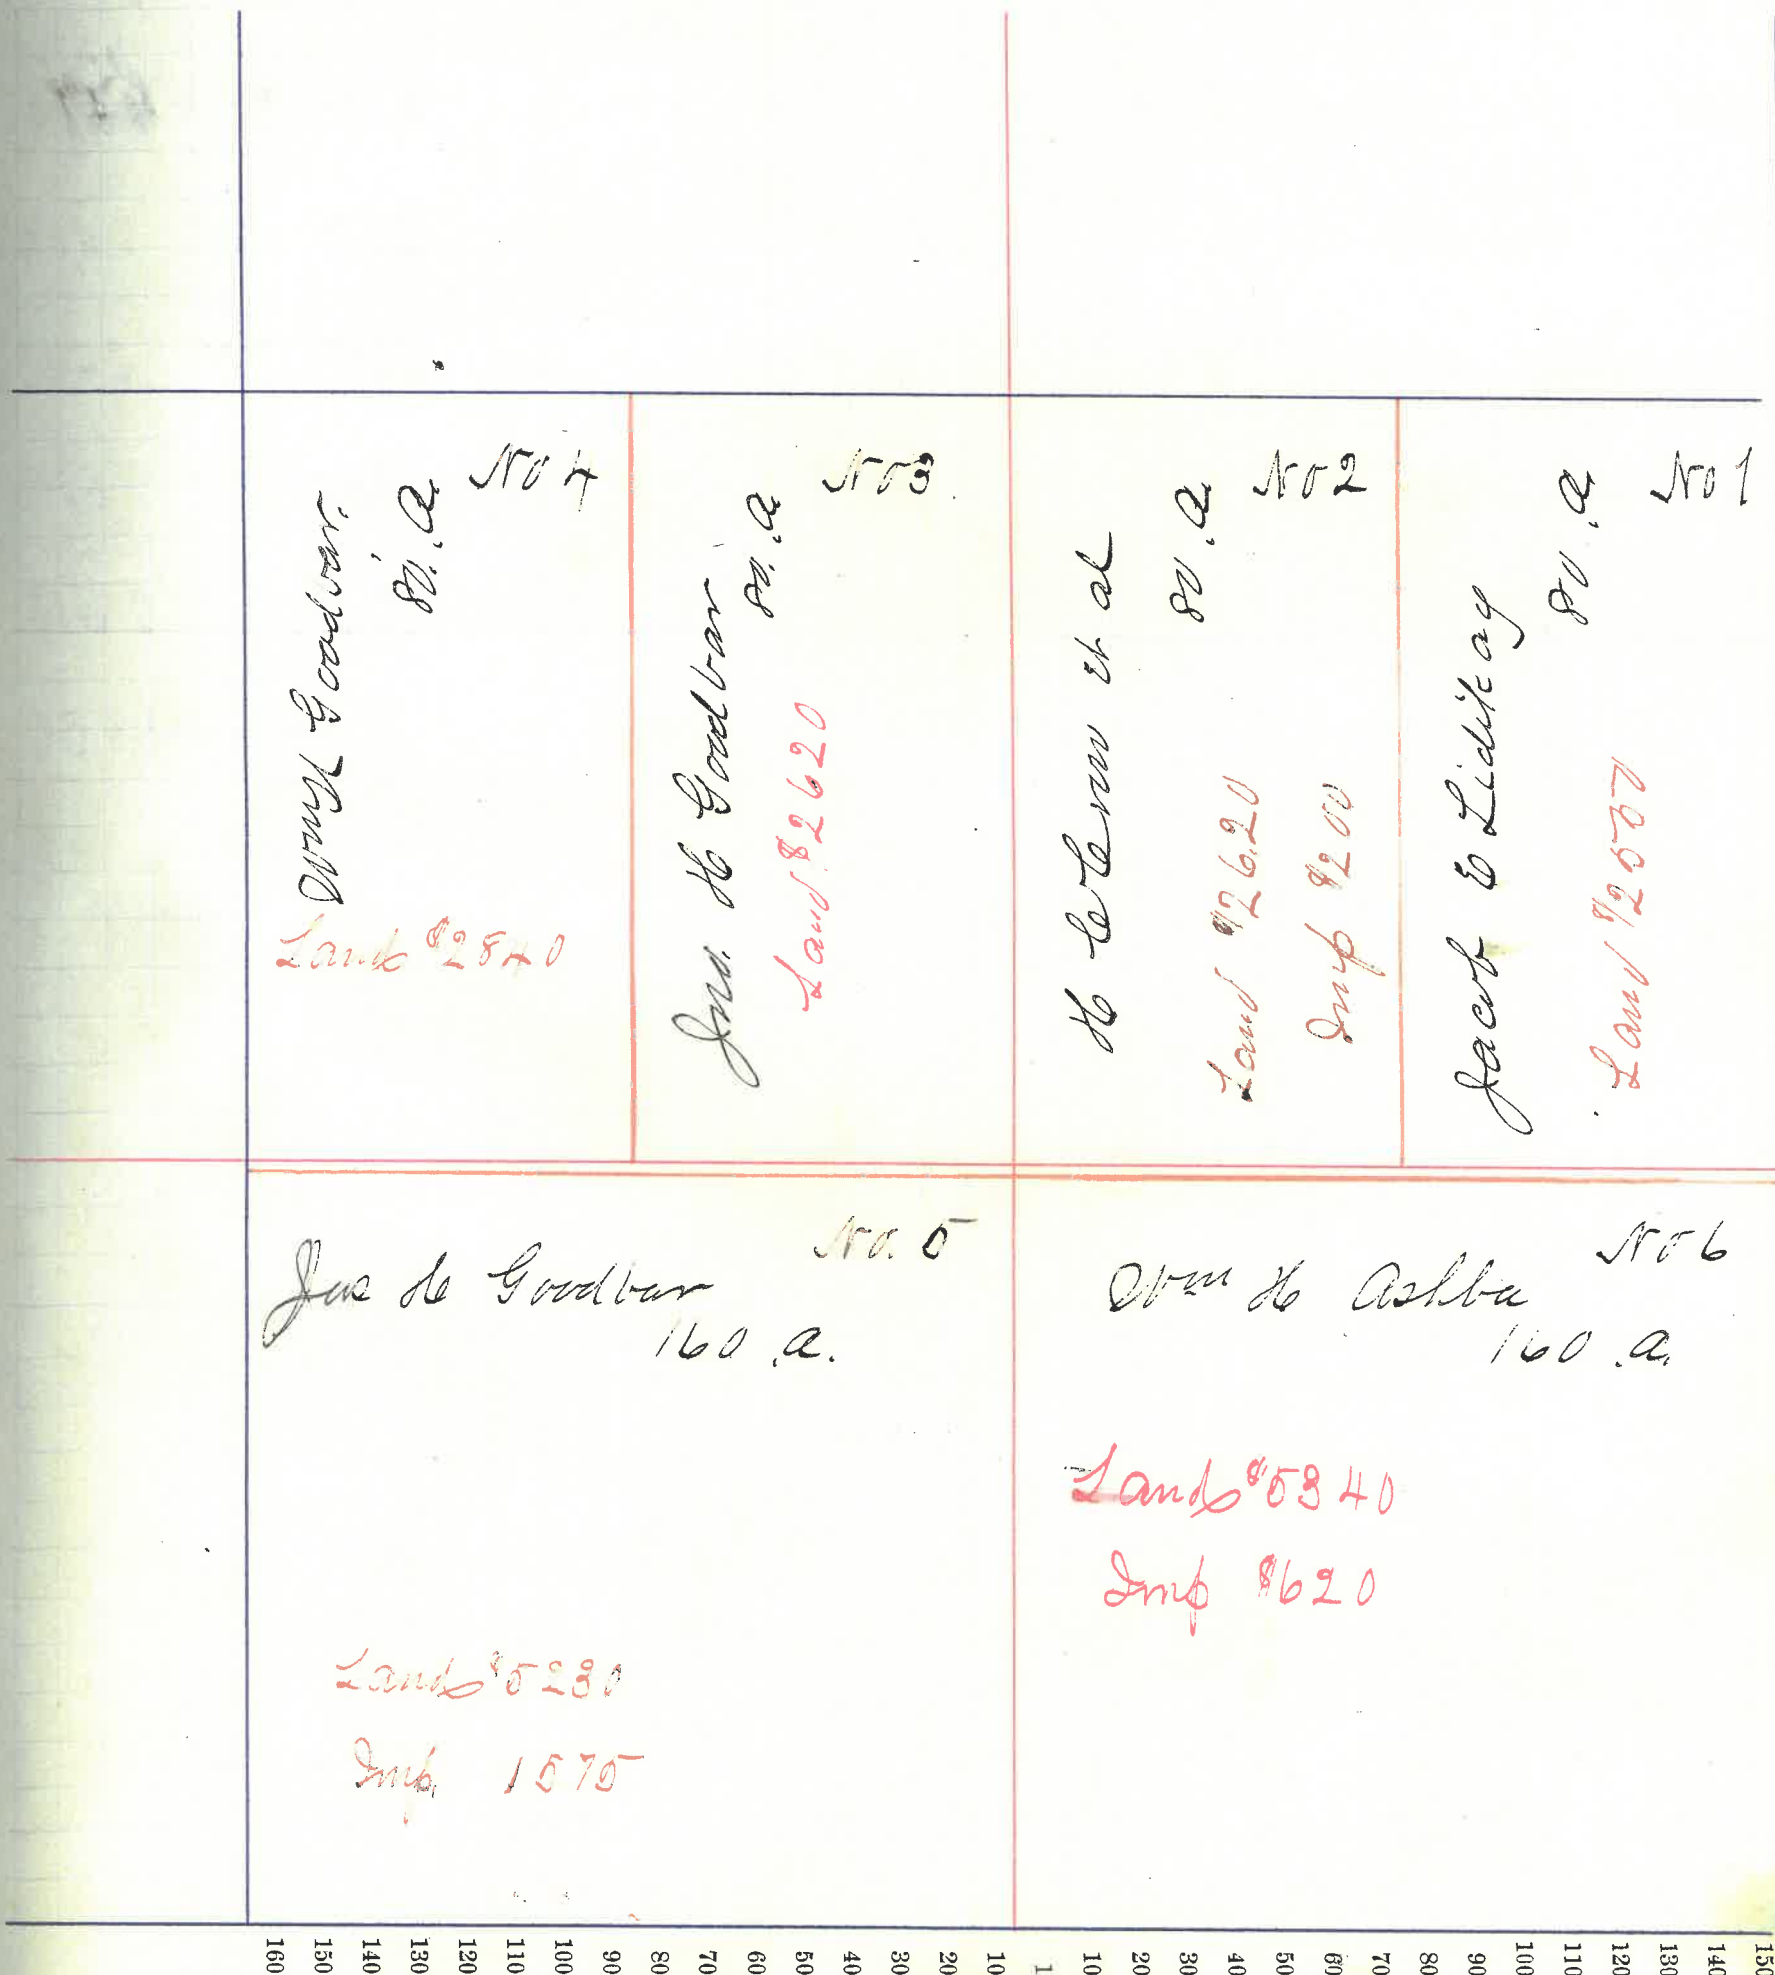 No 4
Goodbar.
80. a.
Land $2840
No 3
Jno. H Goodbar
80. a
Land $2620
No 2
H C Clem et al
80. a
Land $2620
Imp $200
No 1
Jacob E Lidikay
80. a
Land
No. 5
H Goodbar
160. a.
Land $5230
Imp. 1575
No 6
Wm H Ashba
160. a.
Land $5340
Imp $620
160 150 140 130 120 110 100 90 80 70 60 50 40 30 20 10 1 10 20 30 40 50 60 70 80 90 100 110 120 130 140 150